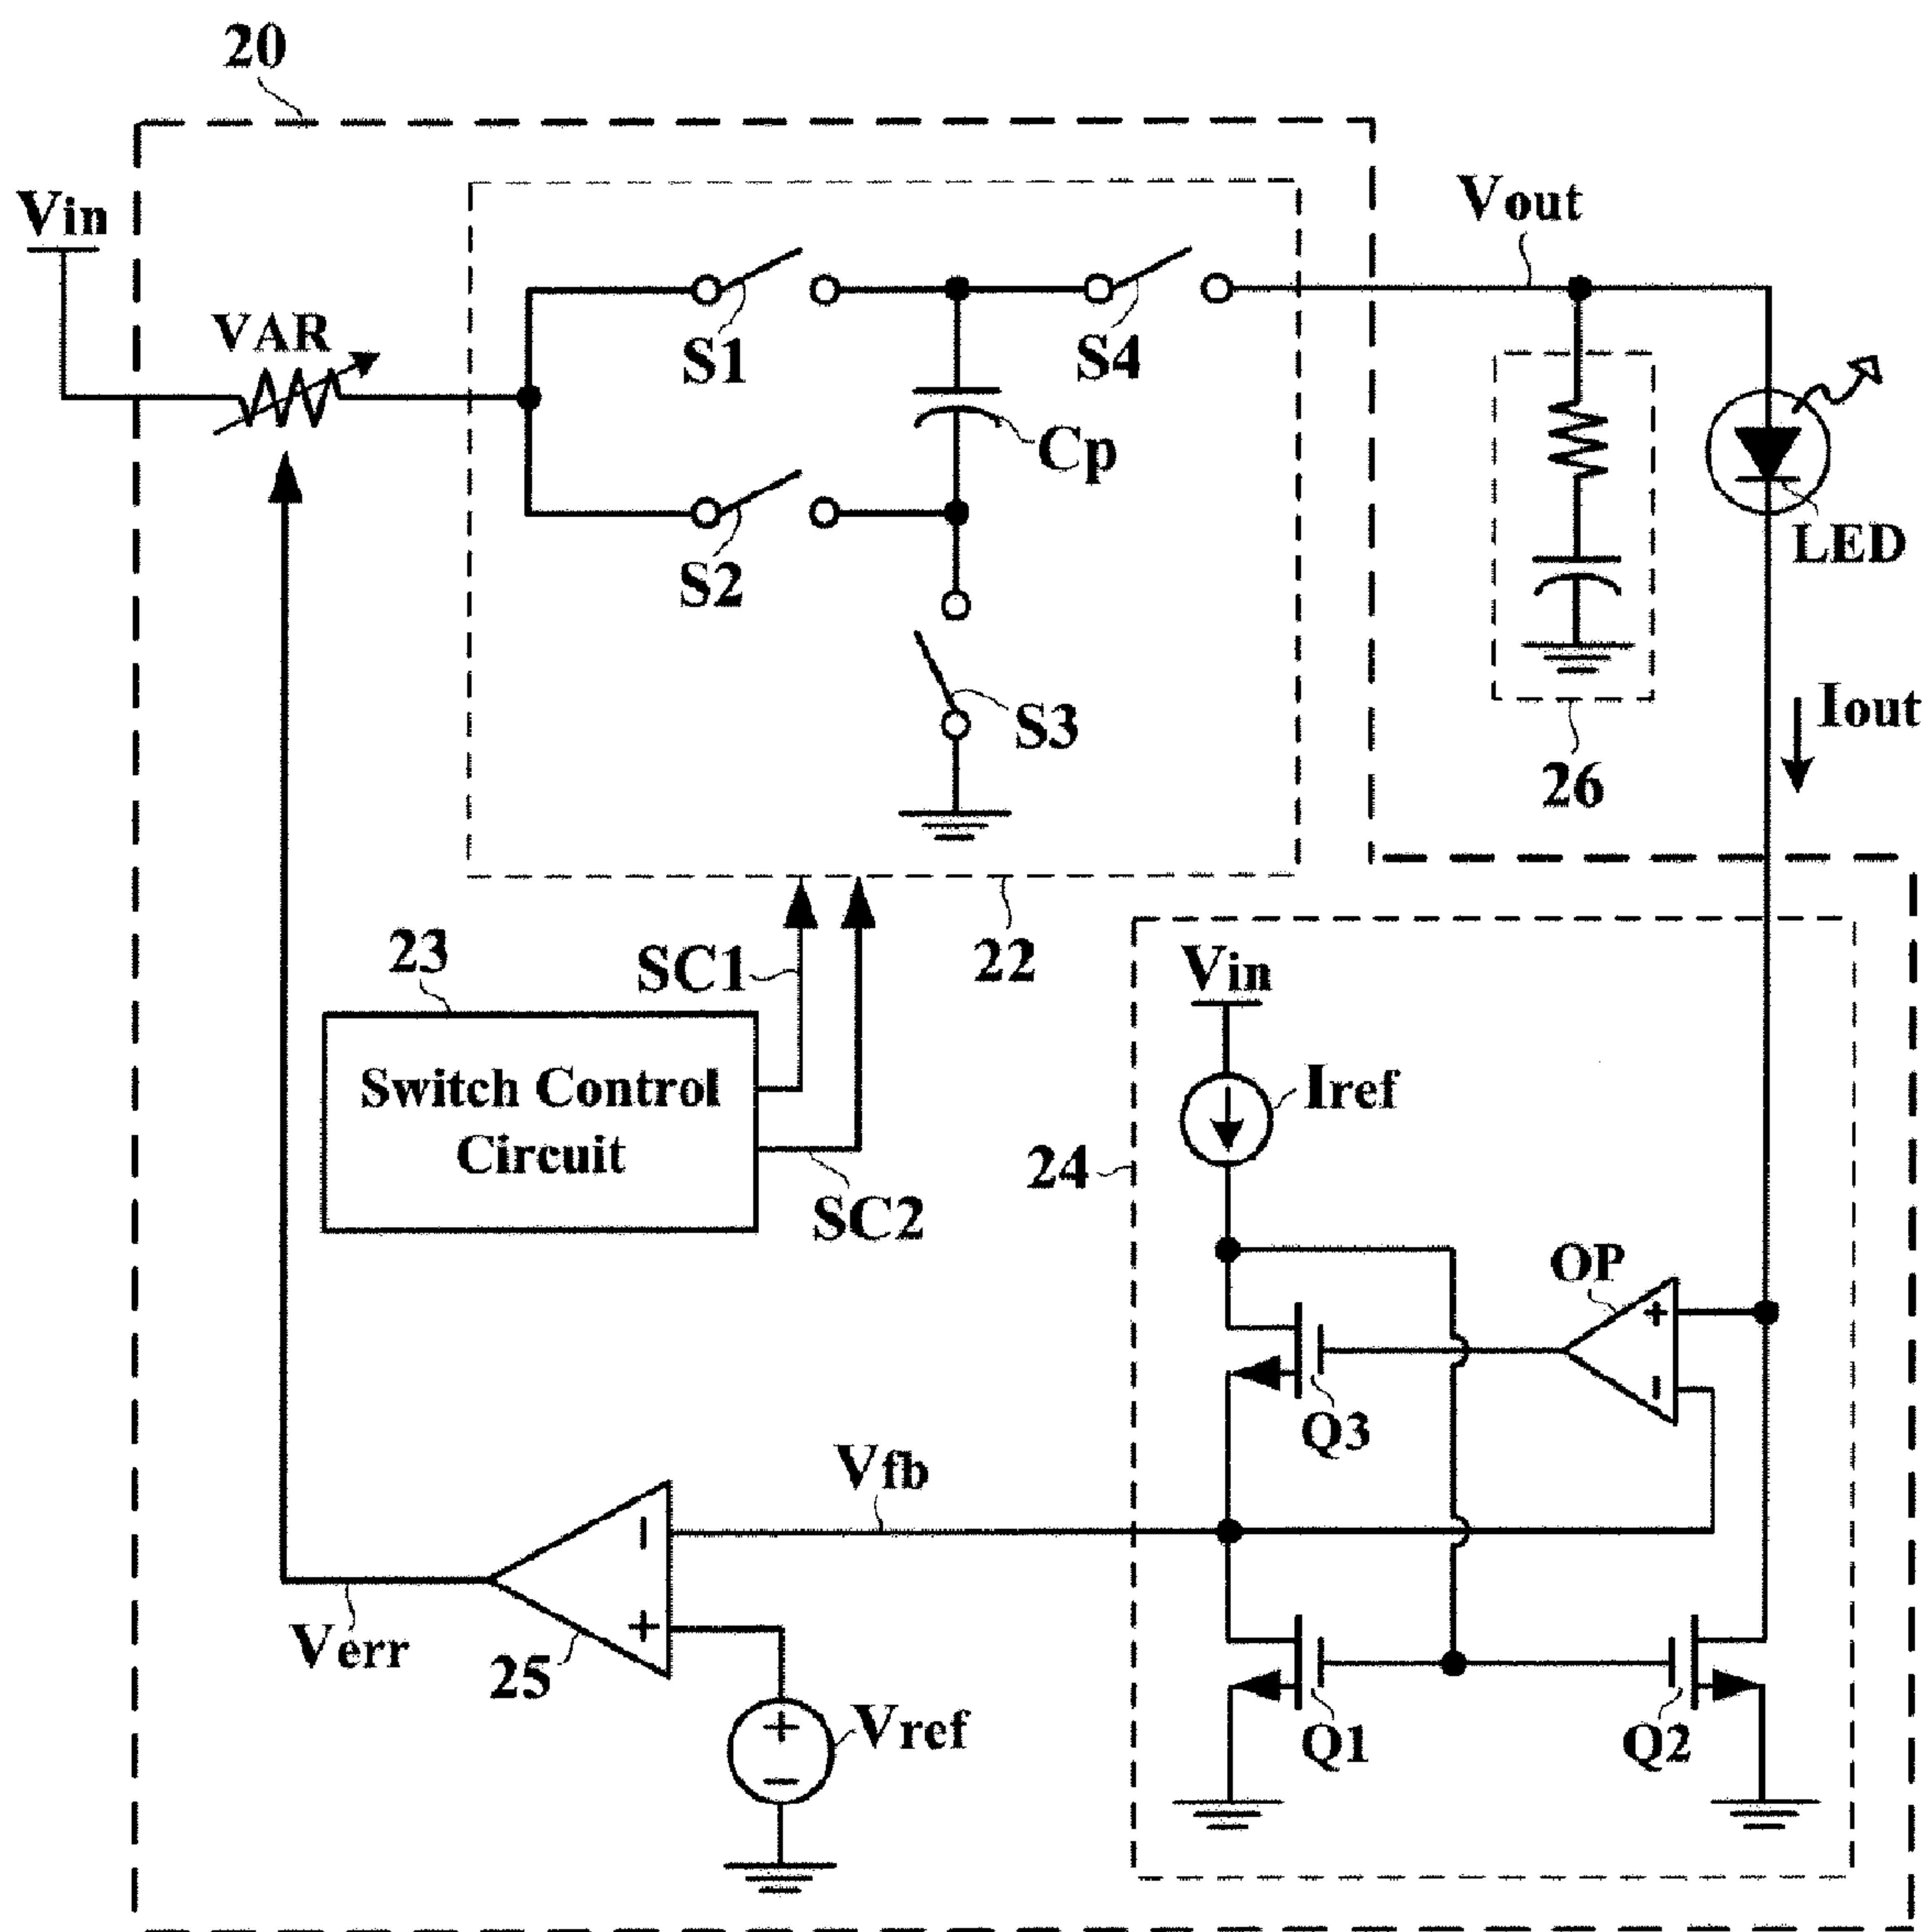 20
Vin
Vout
VAR
S1
S4
Cp
LED
S2
Iout
S3
26
23
SC1
22
Vin
Switch Control
Circuit
Iref
24
SC2
OP
+
−
Q3
Vfb
−
+
Verr
25
Vref
+
−
Q1
Q2